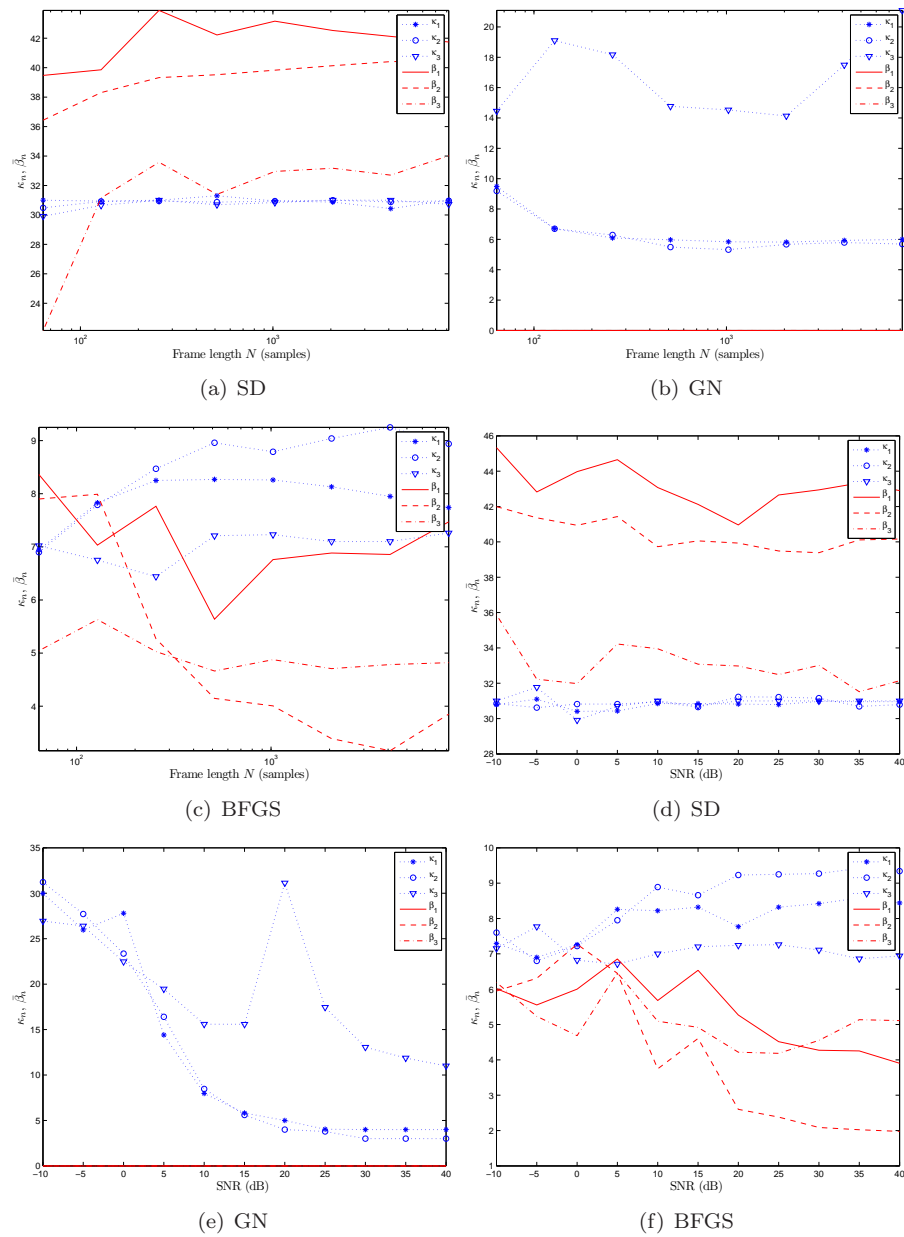 42
40
38
36
34
32
30
28
26
24
κₙ, β̄ₙ
10²
10³
Frame length N (samples)
κ₁
κ₂
κ₃
β₁
β₂
β₃
(a) SD
20
18
16
14
12
10
8
6
4
2
0
κₙ, β̄ₙ
10²
10³
Frame length N (samples)
κ₁
κ₂
κ₃
β₁
β₂
β₃
(b) GN
9
8
7
6
5
4
κₙ, β̄ₙ
10²
10³
Frame length N (samples)
κ₁
κ₂
κ₃
β₁
β₂
β₃
(c) BFGS
46
44
42
40
38
36
34
32
30
28
κₙ, β̄ₙ
−10 −5 0 5 10 15 20 25 30 35 40
SNR (dB)
κ₁
κ₂
κ₃
β₁
β₂
β₃
(d) SD
35
30
25
20
15
10
5
0
κₙ, β̄ₙ
−10 −5 0 5 10 15 20 25 30 35 40
SNR (dB)
κ₁
κ₂
κ₃
β₁
β₂
β₃
(e) GN
10
9
8
7
6
5
4
3
2
1
κₙ, β̄ₙ
−10 −5 0 5 10 15 20 25 30 35 40
SNR (dB)
κ₁
κ₂
κ₃
β₁
β₂
β₃
(f) BFGS